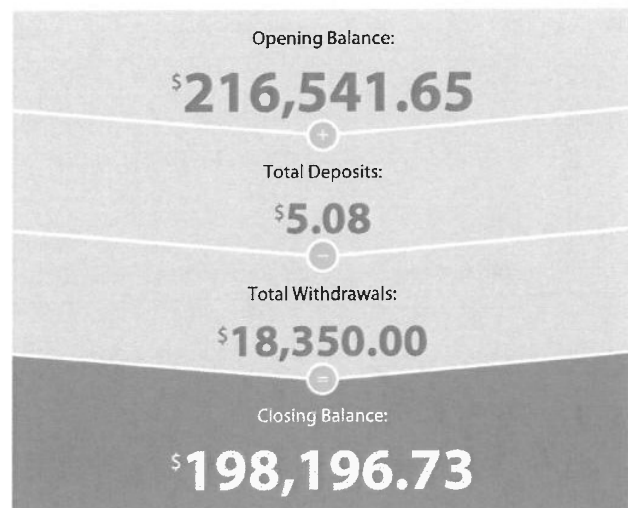 Opening Balance:
$216,541.65
+
Total Deposits:
$5.08
−
Total Withdrawals:
$18,350.00
=
Closing Balance:
$198,196.73